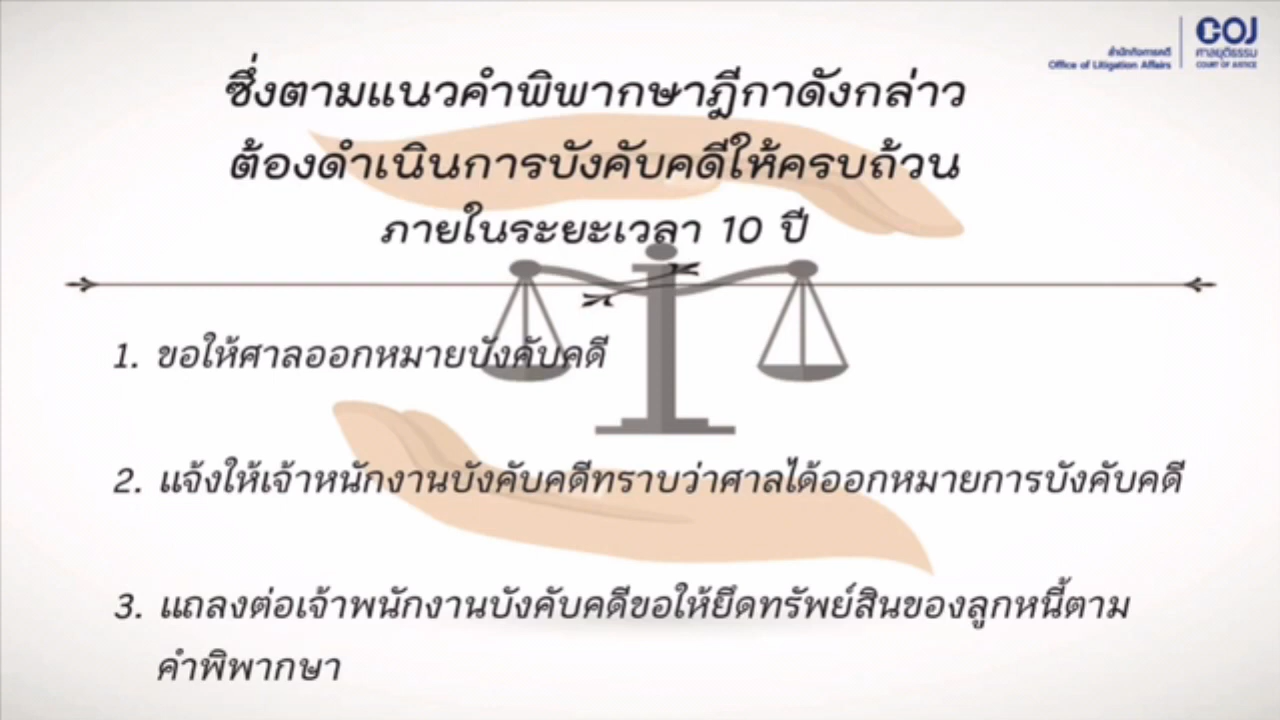 สำนักกิจการคดี
Office of Litigation Affairs
COJ
ศาลยุติธรรม
COURT OF JUSTICE
ซึ่งตามแนวคำพิพากษาฎีกาดังกล่าว
ต้องดำเนินการบังคับคดีให้ครบถ้วน
ภายในระยะเวลา 10 ปี
1. ขอให้ศาลออกหมายบังคับคดี
2. แจ้งให้เจ้าหนักงานบังคับคดีทราบว่าศาลได้ออกหมายการบังคับคดี
3. แถลงต่อเจ้าพนักงานบังคับคดีขอให้ยึดทรัพย์สินของลูกหนี้ตาม
คำพิพากษา